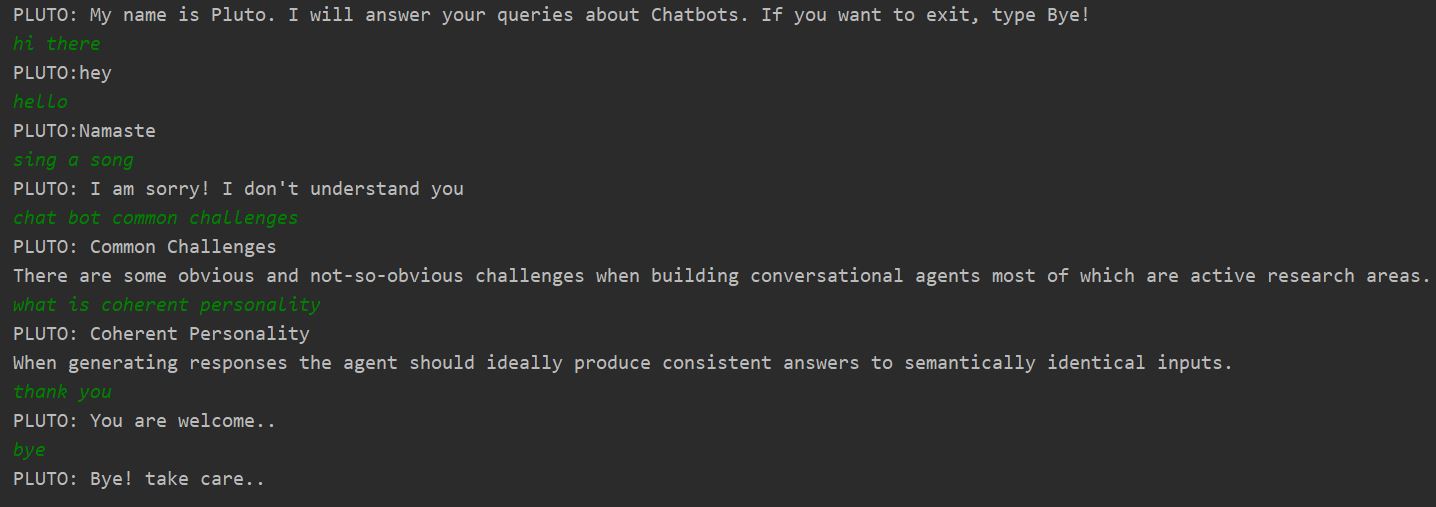 PLUTO: My name is Pluto. I will answer your queries about Chatbots. If you want to exit, type Bye!
hi there
PLUTO:hey
hello
PLUTO:Namaste
sing a song
PLUTO: I am sorry! I don't understand you
chat bot common challenges
PLUTO: Common Challenges
There are some obvious and not-so-obvious challenges when building conversational agents most of which are active research areas.
what is coherent personality
PLUTO: Coherent Personality
When generating responses the agent should ideally produce consistent answers to semantically identical inputs.
thank you
PLUTO: You are welcome..
bye
PLUTO: Bye! take care..